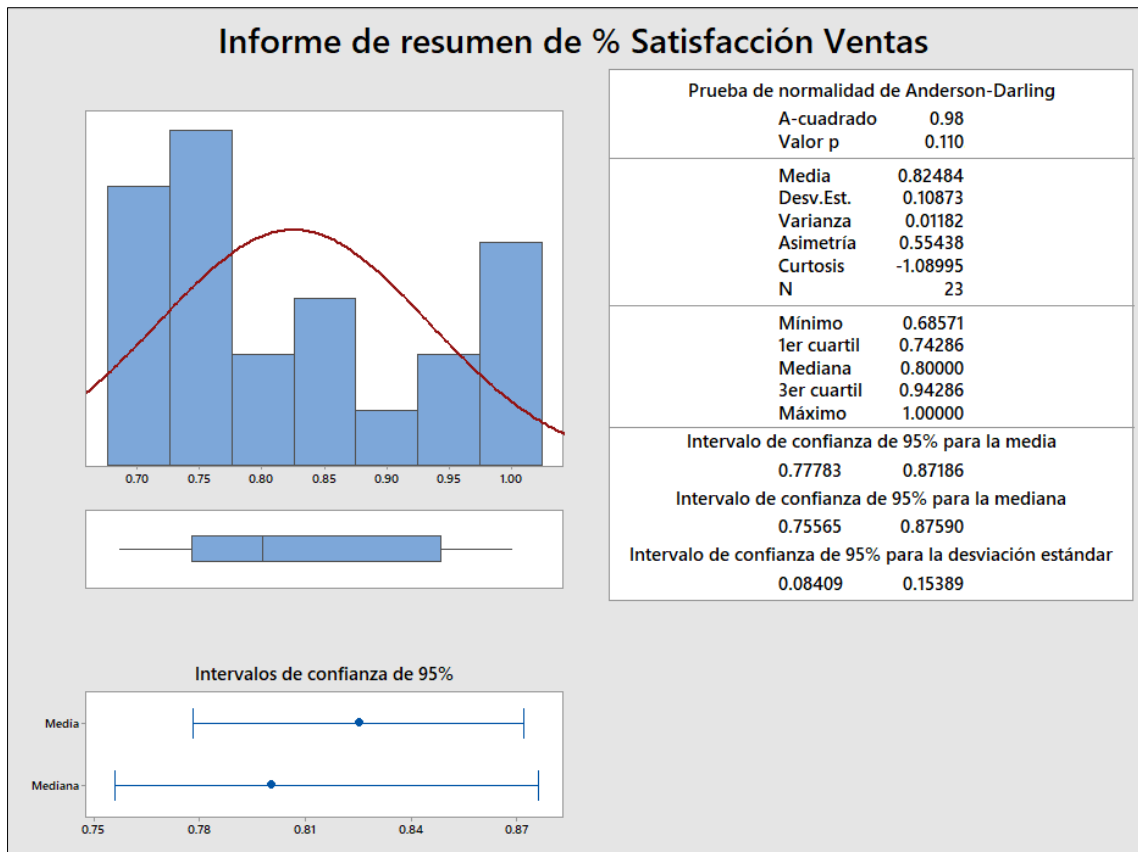 Informe de resumen de % Satisfacción Ventas
Prueba de normalidad de Anderson-Darling
A-cuadrado 0.98
Valor p 0.110
Media 0.82484
Desv.Est. 0.10873
Varianza 0.01182
Asimetría 0.55438
Curtosis -1.08995
N 23
Mínimo 0.68571
1er cuartil 0.74286
Mediana 0.80000
3er cuartil 0.94286
Máximo 1.00000
Intervalo de confianza de 95% para la media
0.77783 0.87186
Intervalo de confianza de 95% para la mediana
0.75565 0.87590
Intervalo de confianza de 95% para la desviación estándar
0.08409 0.15389
0.70 0.75 0.80 0.85 0.90 0.95 1.00
Intervalos de confianza de 95%
Media
Mediana
0.75 0.78 0.81 0.84 0.87